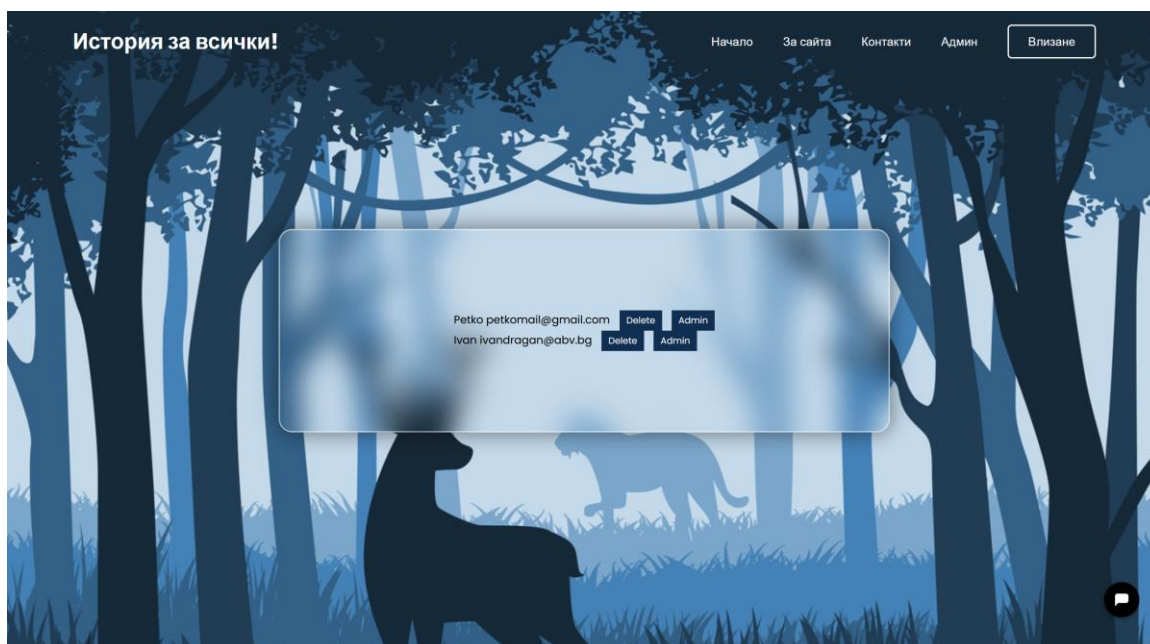 История за всички!
Начало За сайта Контакти Админ Влизане
Petko petkomail@gmail.com Delete Admin
Ivan ivandragan@abv.bg Delete Admin